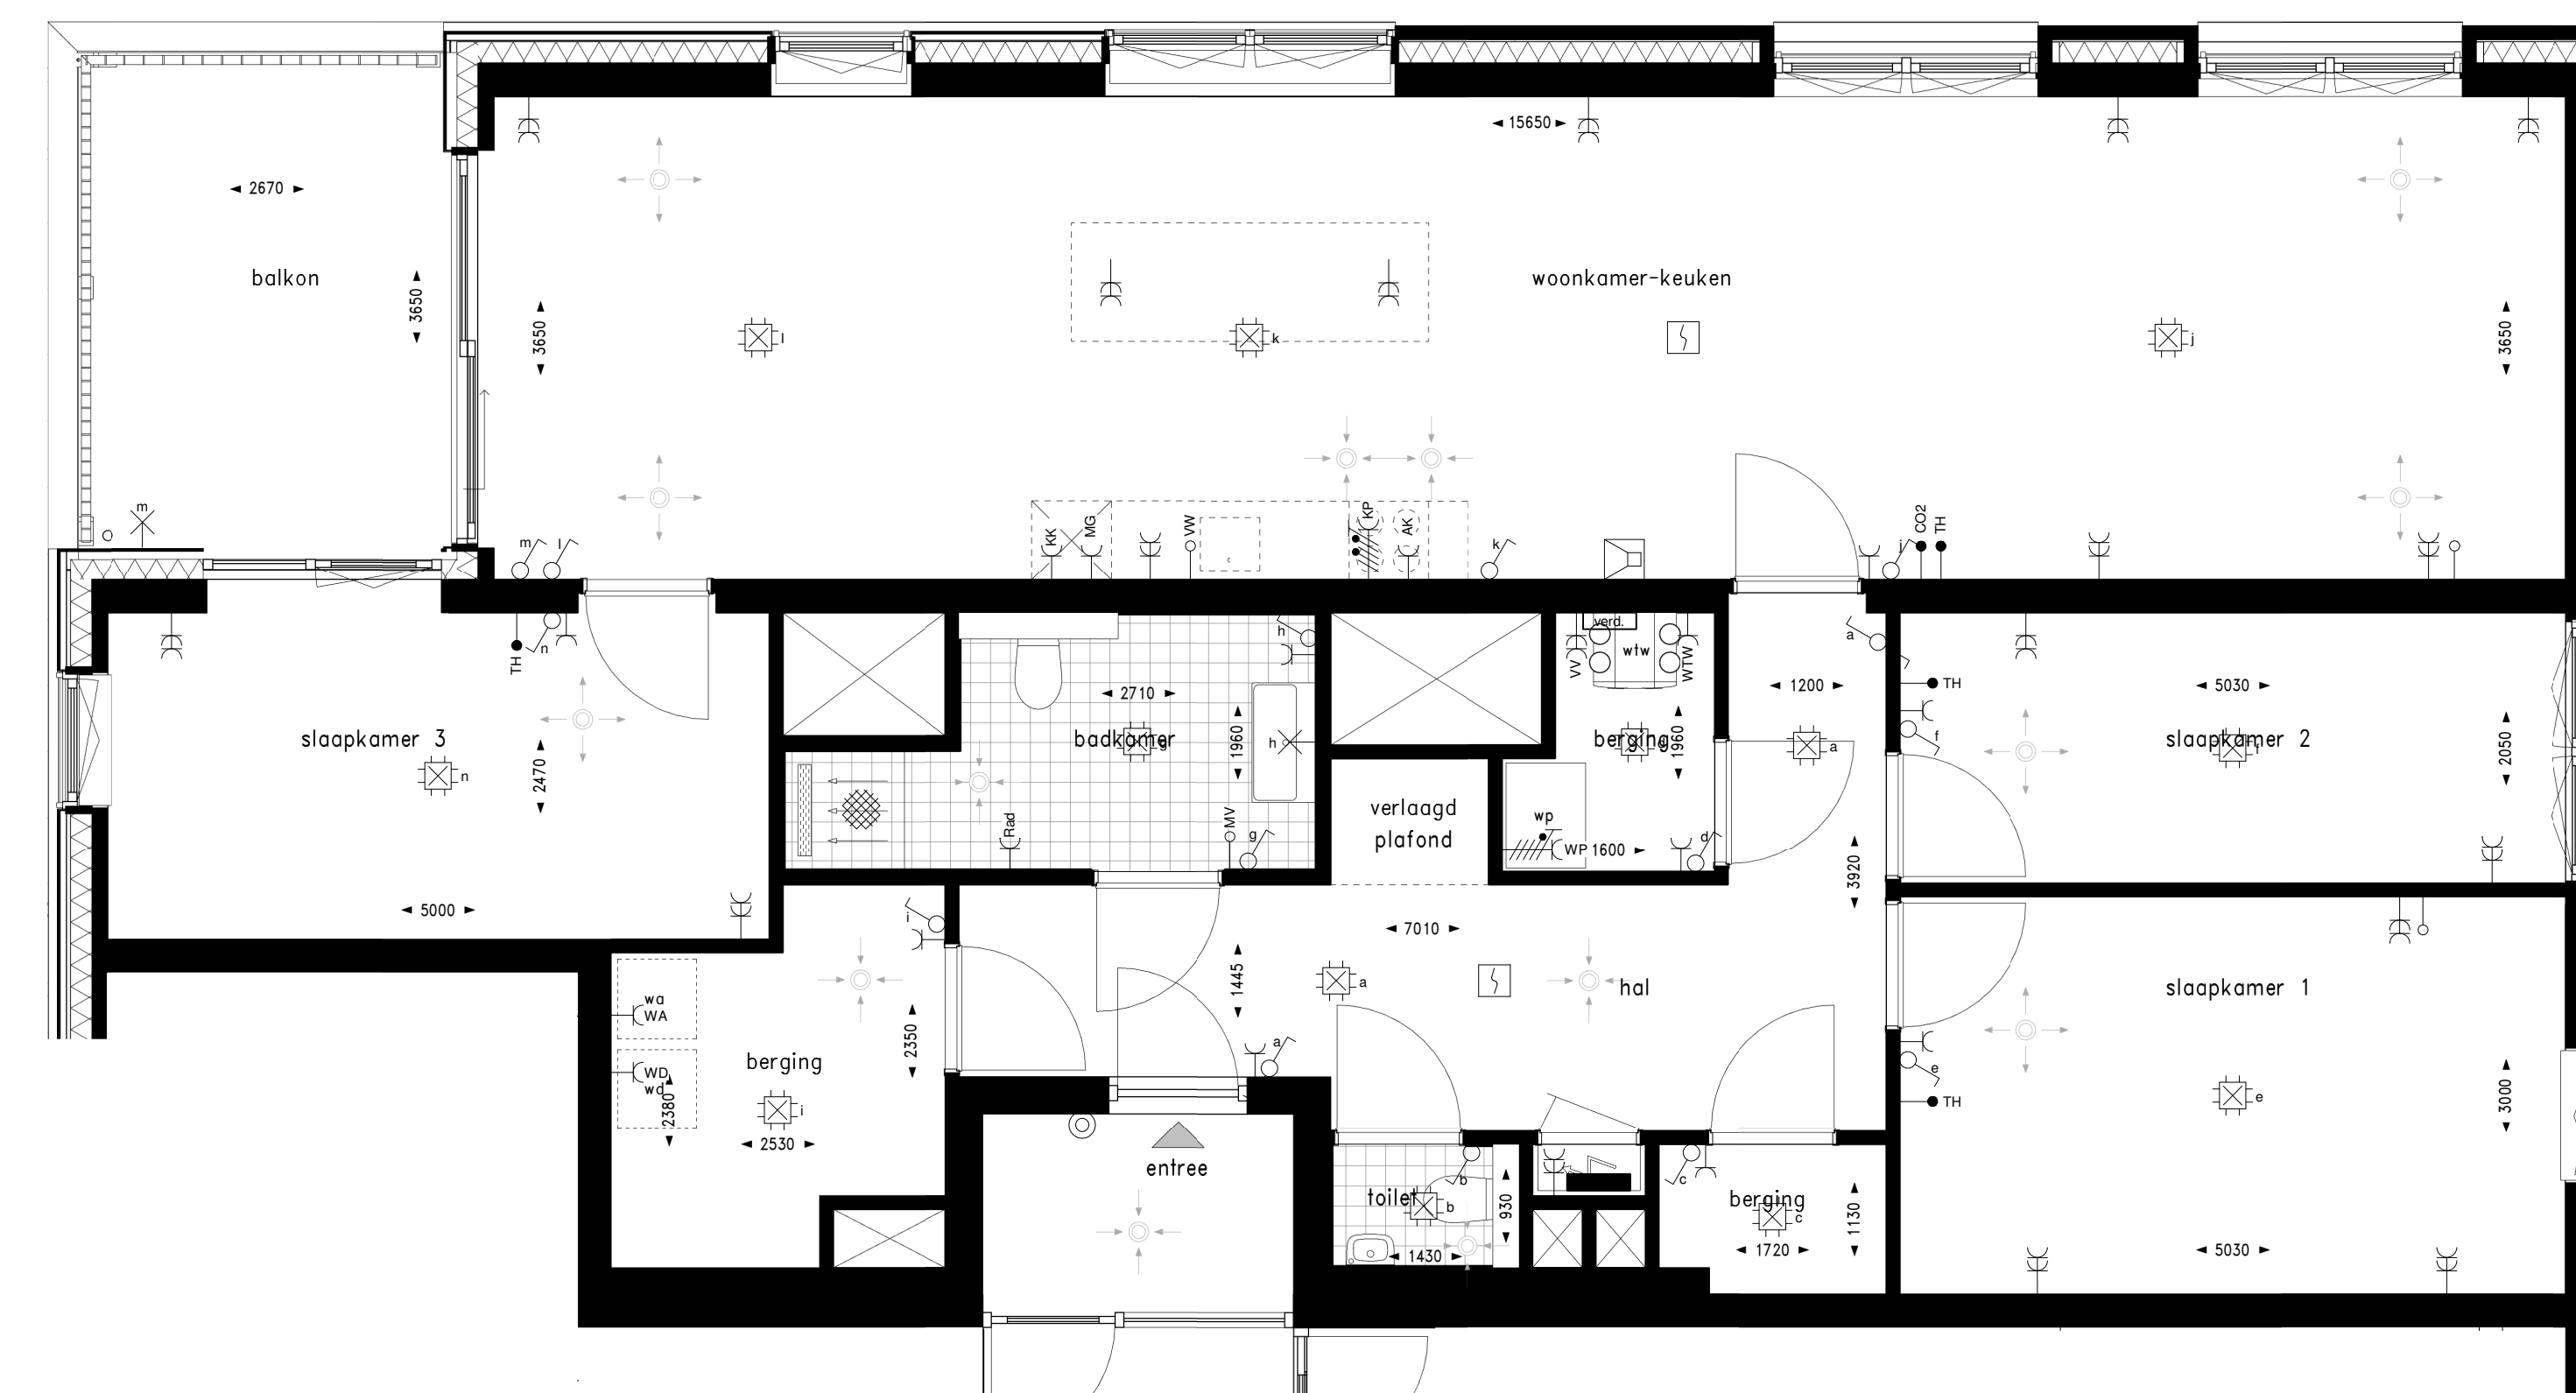 15650
2670
balkon
3650
3650
woonkamer-keuken
l
k
j
3650
m
m
l
KK
MG
VW
KP
AK
k
j
CO2
TH
TH
n
h
VV
verd.
wtw
WTW
a
TH
2710
1200
5030
slaapkamer 3
n
2470
badkamer
g
1960
h
berging
d
1960
a
f
slaapkamer 2
f
2050
Rad
MV
g
verlaagd
plafond
wp
WP
1600
d
3920
5000
i
7010
wa
WA
2350
1445
a
hal
slaapkamer 1
WD
wd
2380
berging
i
2530
a
e
TH
e
3000
entree
toilet
b
b
930
1430
c
berging
c
1720
1130
5030